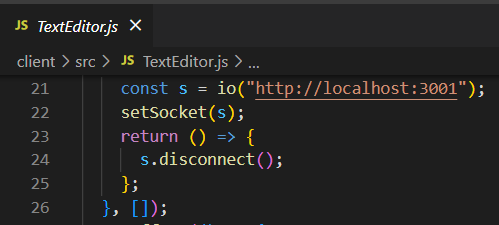 JS TextEditor.js ×
client > src > JS TextEditor.js > ...
21 const s = io("http://localhost:3001");
22 setSocket(s);
23 return () => {
24 s.disconnect();
25 };
26 }, []);